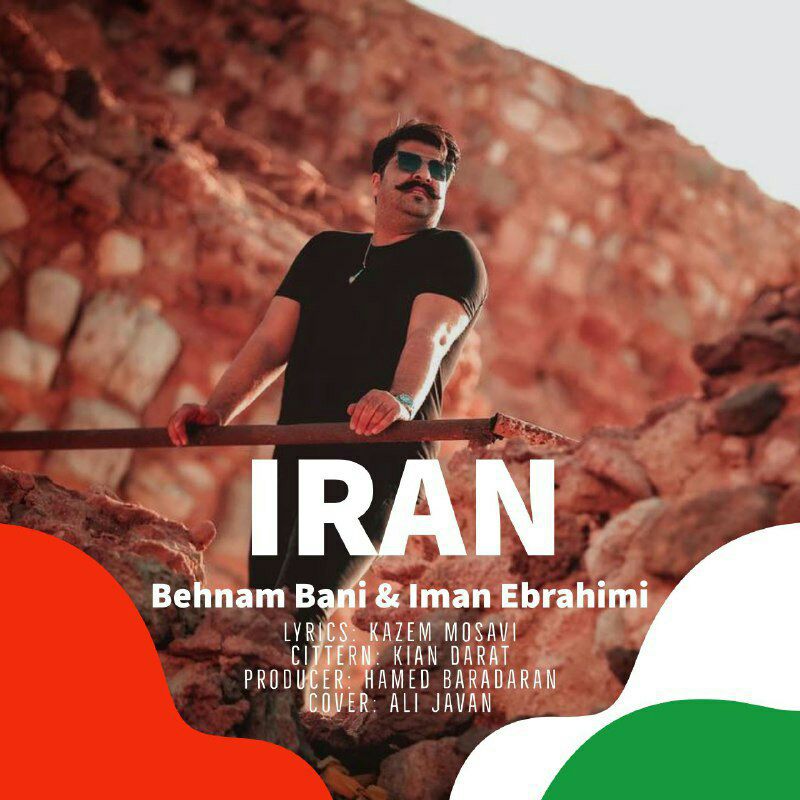 IRAN
Behnam Bani & Iman Ebrahimi
LYRICS: KAZEM MOSAVI
CITTERN: KIAN DARAT
PRODUCER: HAMED BARADARAN
COVER: ALI JAVAN